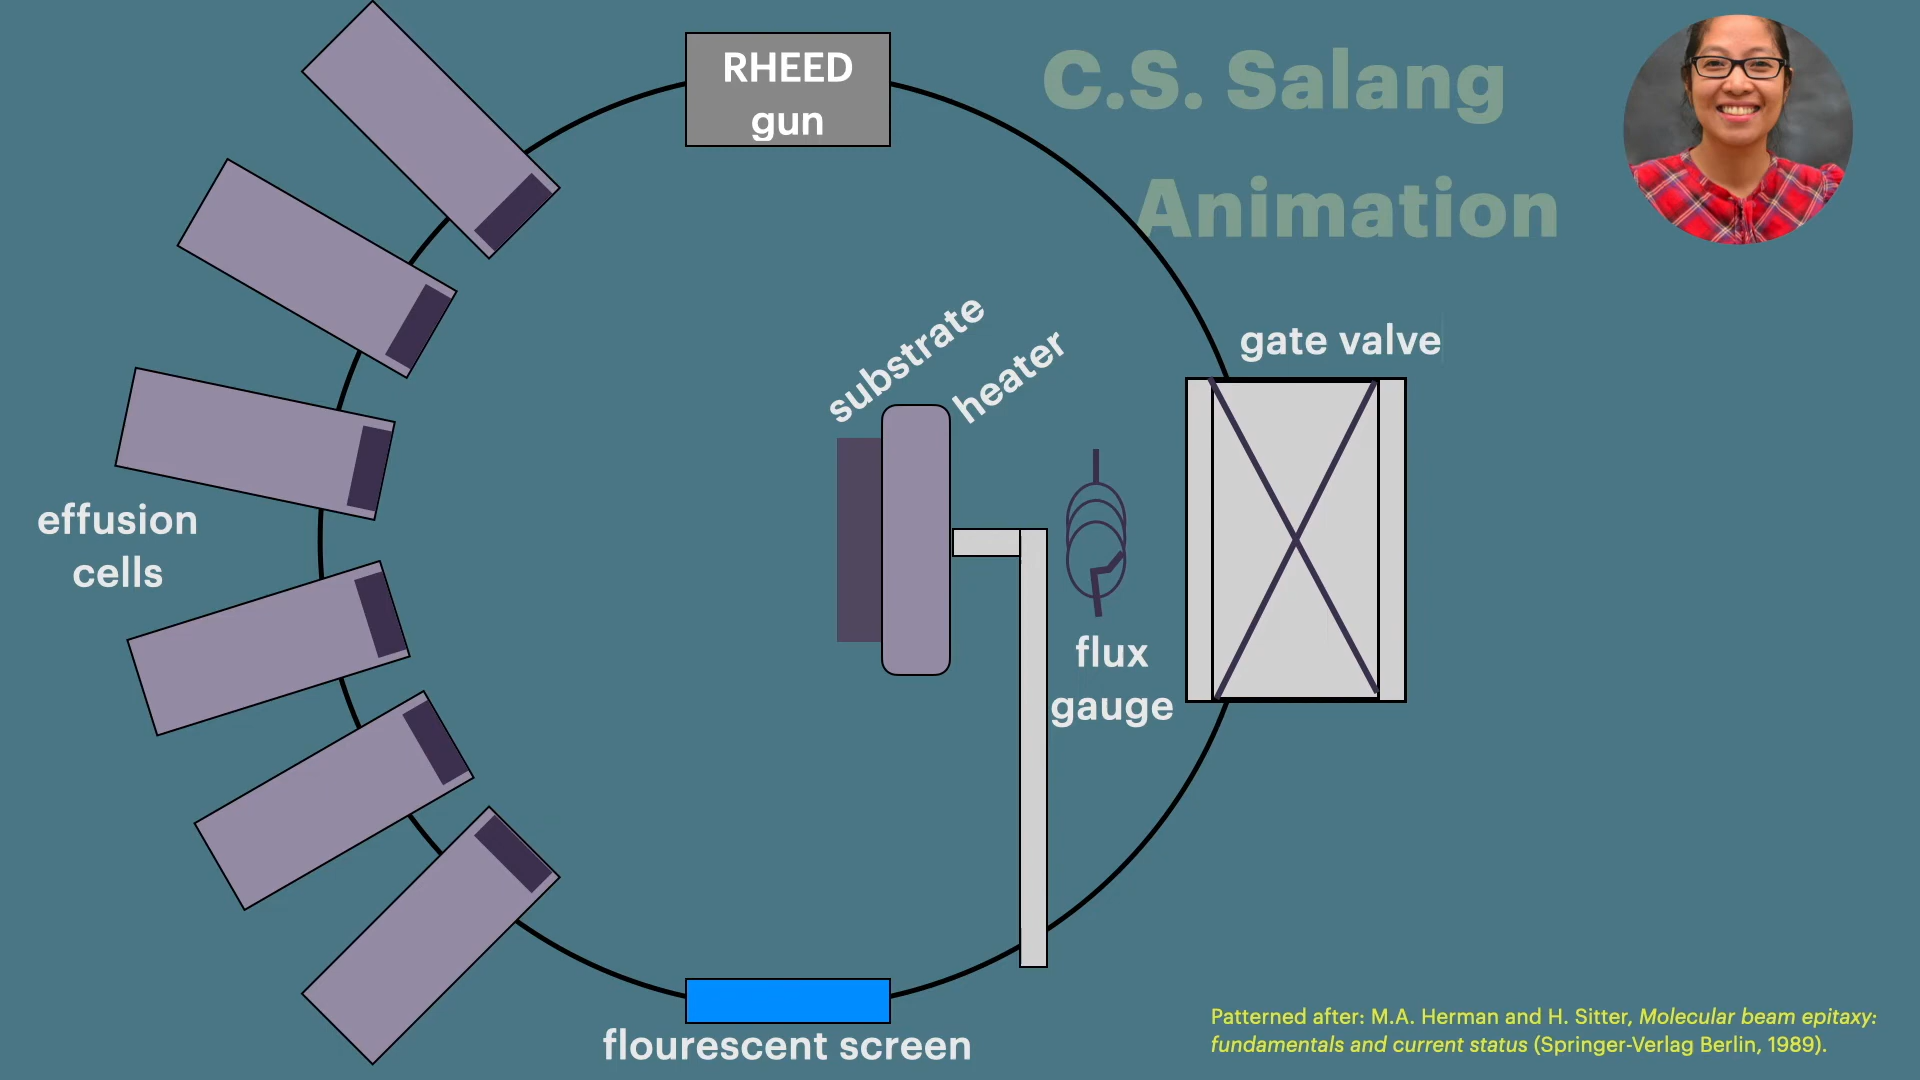 RHEED
gun
C.S. Salang
Animation
substrate
heater
gate valve
effusion
cells
flux
gauge
flourescent screen
Patterned after: M.A. Herman and H. Sitter, Molecular beam epitaxy:
fundamentals and current status (Springer-Verlag Berlin, 1989).